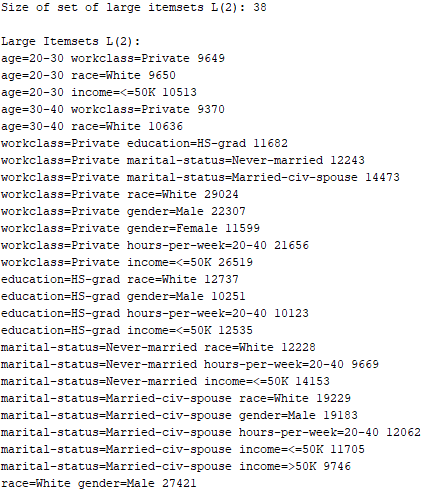 Size of set of large itemsets L(2): 38

Large Itemsets L(2):
age=20-30 workclass=Private 9649
age=20-30 race=White 9650
age=20-30 income=<=50K 10513
age=30-40 workclass=Private 9370
age=30-40 race=White 10636
workclass=Private education=HS-grad 11682
workclass=Private marital-status=Never-married 12243
workclass=Private marital-status=Married-civ-spouse 14473
workclass=Private race=White 29024
workclass=Private gender=Male 22307
workclass=Private gender=Female 11599
workclass=Private hours-per-week=20-40 21656
workclass=Private income=<=50K 26519
education=HS-grad race=White 12737
education=HS-grad gender=Male 10251
education=HS-grad hours-per-week=20-40 10123
education=HS-grad income=<=50K 12535
marital-status=Never-married race=White 12228
marital-status=Never-married hours-per-week=20-40 9669
marital-status=Never-married income=<=50K 14153
marital-status=Married-civ-spouse race=White 19229
marital-status=Married-civ-spouse gender=Male 19183
marital-status=Married-civ-spouse hours-per-week=20-40 12062
marital-status=Married-civ-spouse income=<=50K 11705
marital-status=Married-civ-spouse income=>50K 9746
race=White gender=Male 27421